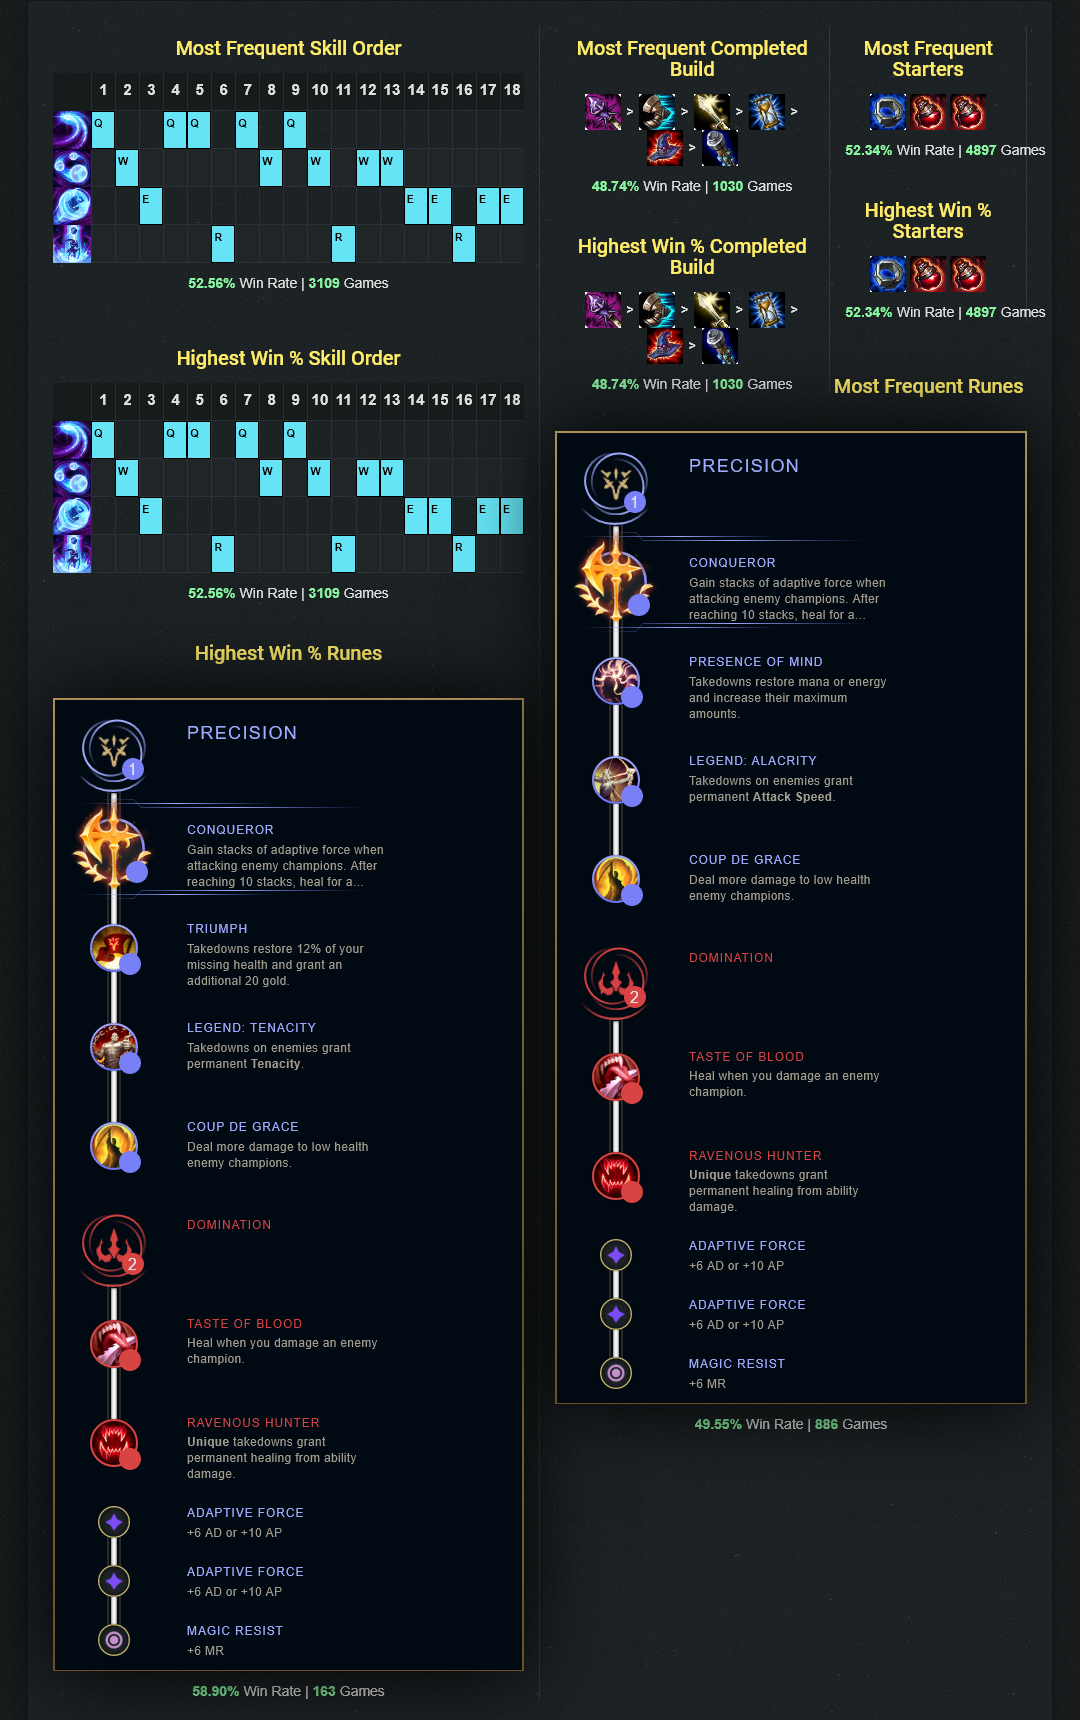 Most Frequent Skill Order
1 2 3 4 5 6 7 8 9 10 11 12 13 14 15 16 17 18
Q Q Q Q Q
W W W W W
E E E E E
R R R
52.56% Win Rate | 3109 Games
Highest Win % Skill Order
1 2 3 4 5 6 7 8 9 10 11 12 13 14 15 16 17 18
Q Q Q Q Q
W W W W W
E E E E E
R R R
52.56% Win Rate | 3109 Games
Highest Win % Runes
1
PRECISION
CONQUEROR
Gain stacks of adaptive force when
attacking enemy champions. After
reaching 10 stacks, heal for a...
TRIUMPH
Takedowns restore 12% of your
missing health and grant an
additional 20 gold.
LEGEND: TENACITY
Takedowns on enemies grant
permanent Tenacity.
COUP DE GRACE
Deal more damage to low health
enemy champions.
2
DOMINATION
TASTE OF BLOOD
Heal when you damage an enemy
champion.
RAVENOUS HUNTER
Unique takedowns grant
permanent healing from ability
damage.
ADAPTIVE FORCE
+6 AD or +10 AP
ADAPTIVE FORCE
+6 AD or +10 AP
MAGIC RESIST
+6 MR
58.90% Win Rate | 163 Games
Most Frequent Completed
Build
> > > >
>
48.74% Win Rate | 1030 Games
Highest Win % Completed
Build
> > > >
>
48.74% Win Rate | 1030 Games
Most Frequent
Starters
52.34% Win Rate | 4897 Games
Highest Win %
Starters
52.34% Win Rate | 4897 Games
Most Frequent Runes
1
PRECISION
CONQUEROR
Gain stacks of adaptive force when
attacking enemy champions. After
reaching 10 stacks, heal for a...
PRESENCE OF MIND
Takedowns restore mana or energy
and increase their maximum
amounts.
LEGEND: ALACRITY
Takedowns on enemies grant
permanent Attack Speed.
COUP DE GRACE
Deal more damage to low health
enemy champions.
2
DOMINATION
TASTE OF BLOOD
Heal when you damage an enemy
champion.
RAVENOUS HUNTER
Unique takedowns grant
permanent healing from ability
damage.
ADAPTIVE FORCE
+6 AD or +10 AP
ADAPTIVE FORCE
+6 AD or +10 AP
MAGIC RESIST
+6 MR
49.55% Win Rate | 886 Games